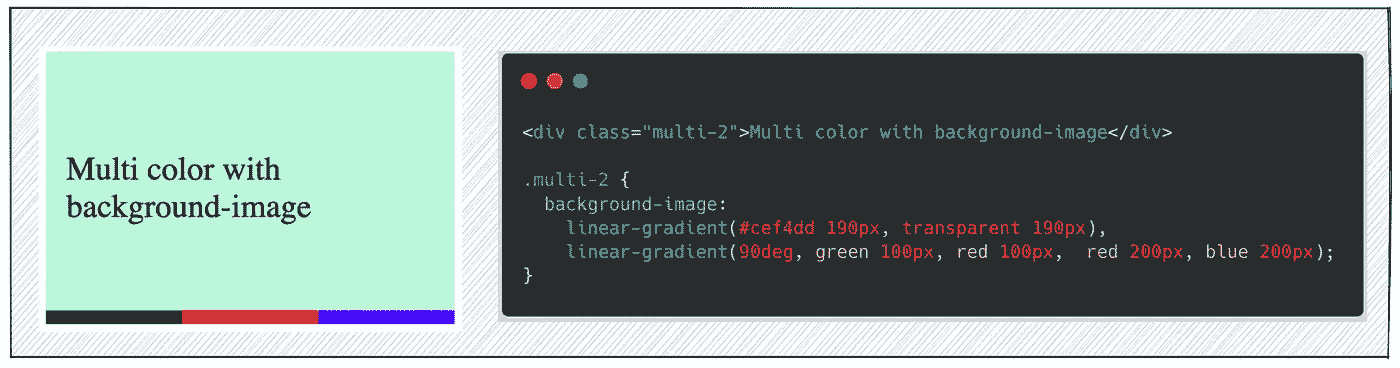 Multi color with
background-image
<div class="multi-2">Multi color with background-image</div>
.multi-2 {
background-image:
linear-gradient(#cef4dd 190px, transparent 190px),
linear-gradient(90deg, green 100px, red 100px,  red 200px, blue 200px);
}